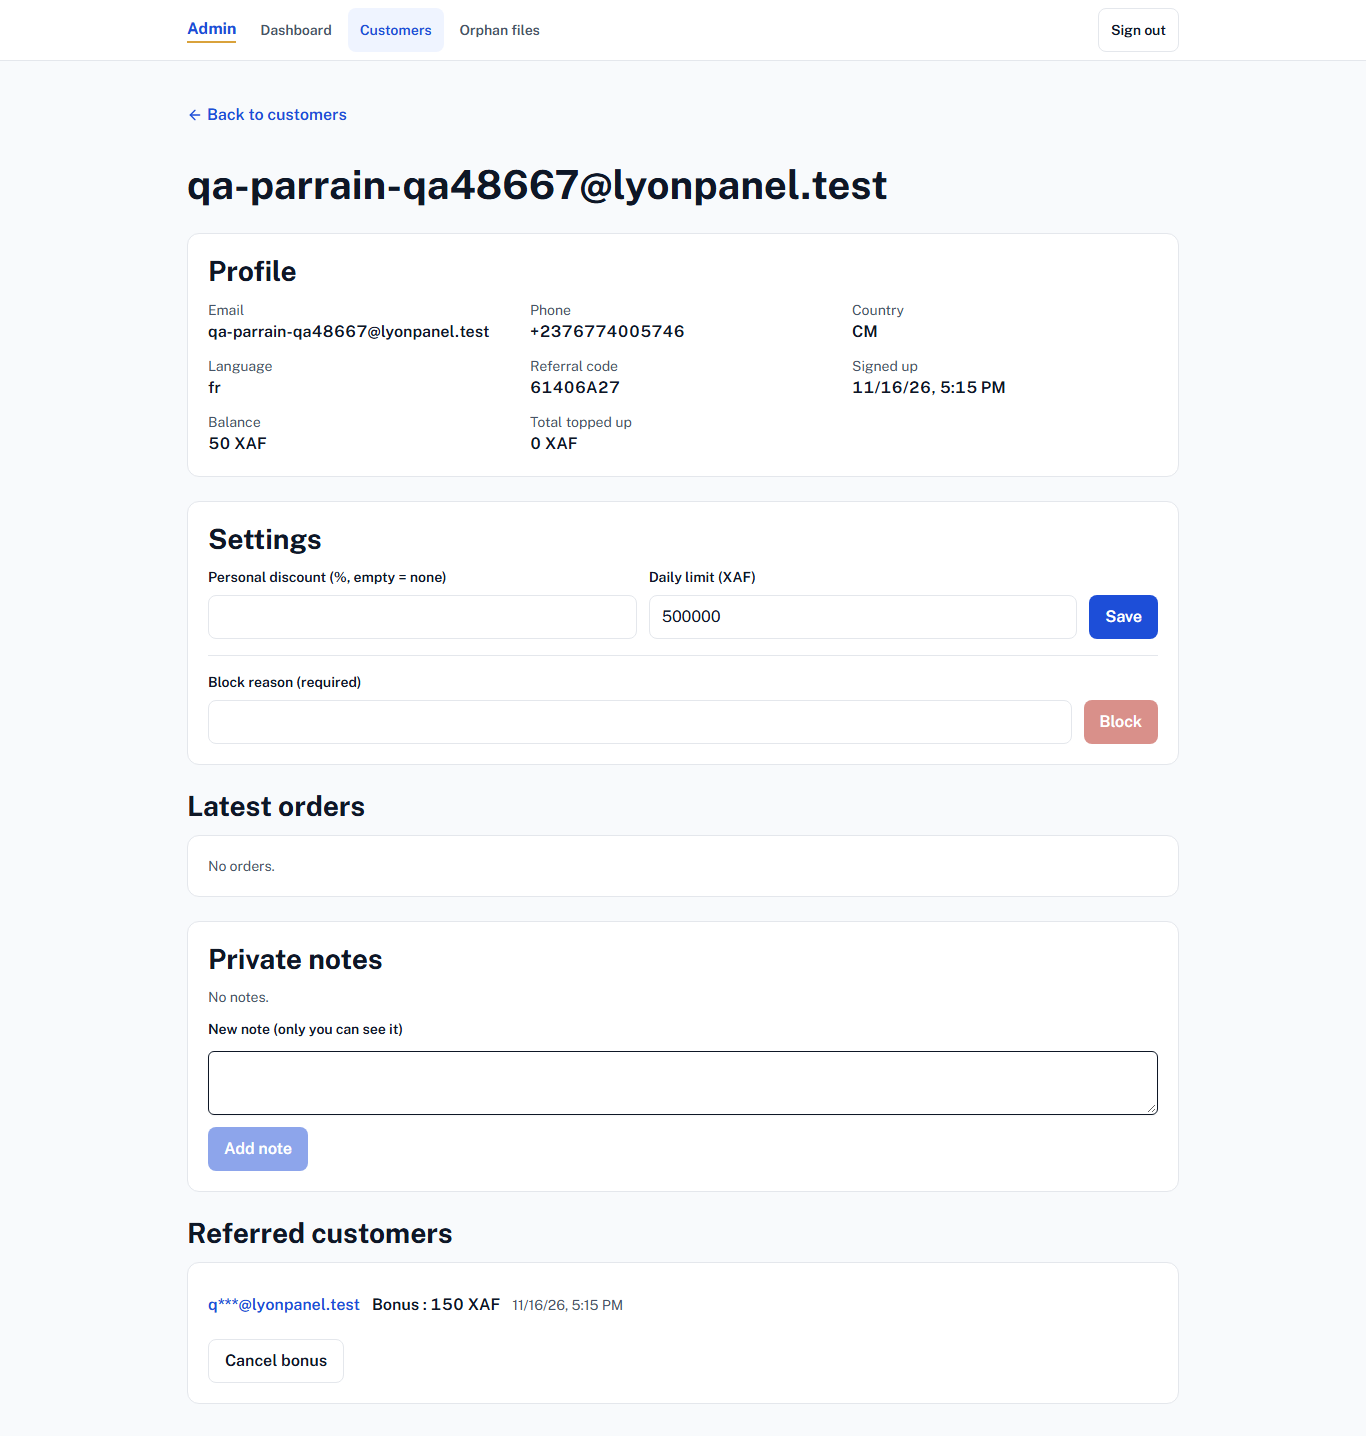 Admin Dashboard Customers Orphan files Sign out
← Back to customers
qa-parrain-qa48667@lyonpanel.test
Profile
Email Phone Country
qa-parrain-qa48667@lyonpanel.test +2376774005746 CM
Language Referral code Signed up
fr 61406A27 11/16/26, 5:15 PM
Balance Total topped up
50 XAF 0 XAF
Settings
Personal discount (%, empty = none) Daily limit (XAF)
500000 Save
Block reason (required)
Block
Latest orders
No orders.
Private notes
No notes.
New note (only you can see it)
Add note
Referred customers
q***@lyonpanel.test Bonus : 150 XAF 11/16/26, 5:15 PM
Cancel bonus